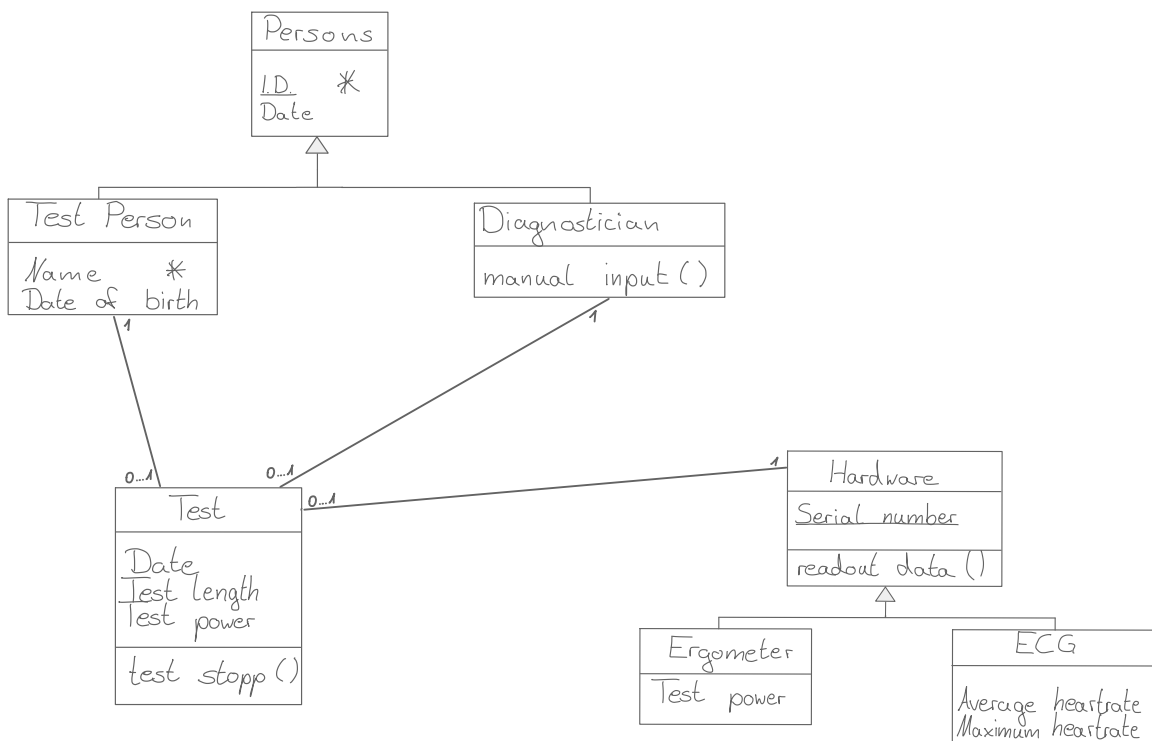 Persons
I.D. *
Date
Test Person
Name *
Date of birth
Diagnostician
manual input ()
1
1
0...1
0...1
0...1
1
Test
Date
Test length
Test power
test stopp ()
Hardware
Serial number
readout data ()
Ergometer
Test power
ECG
Average heartrate
Maximum heartrate